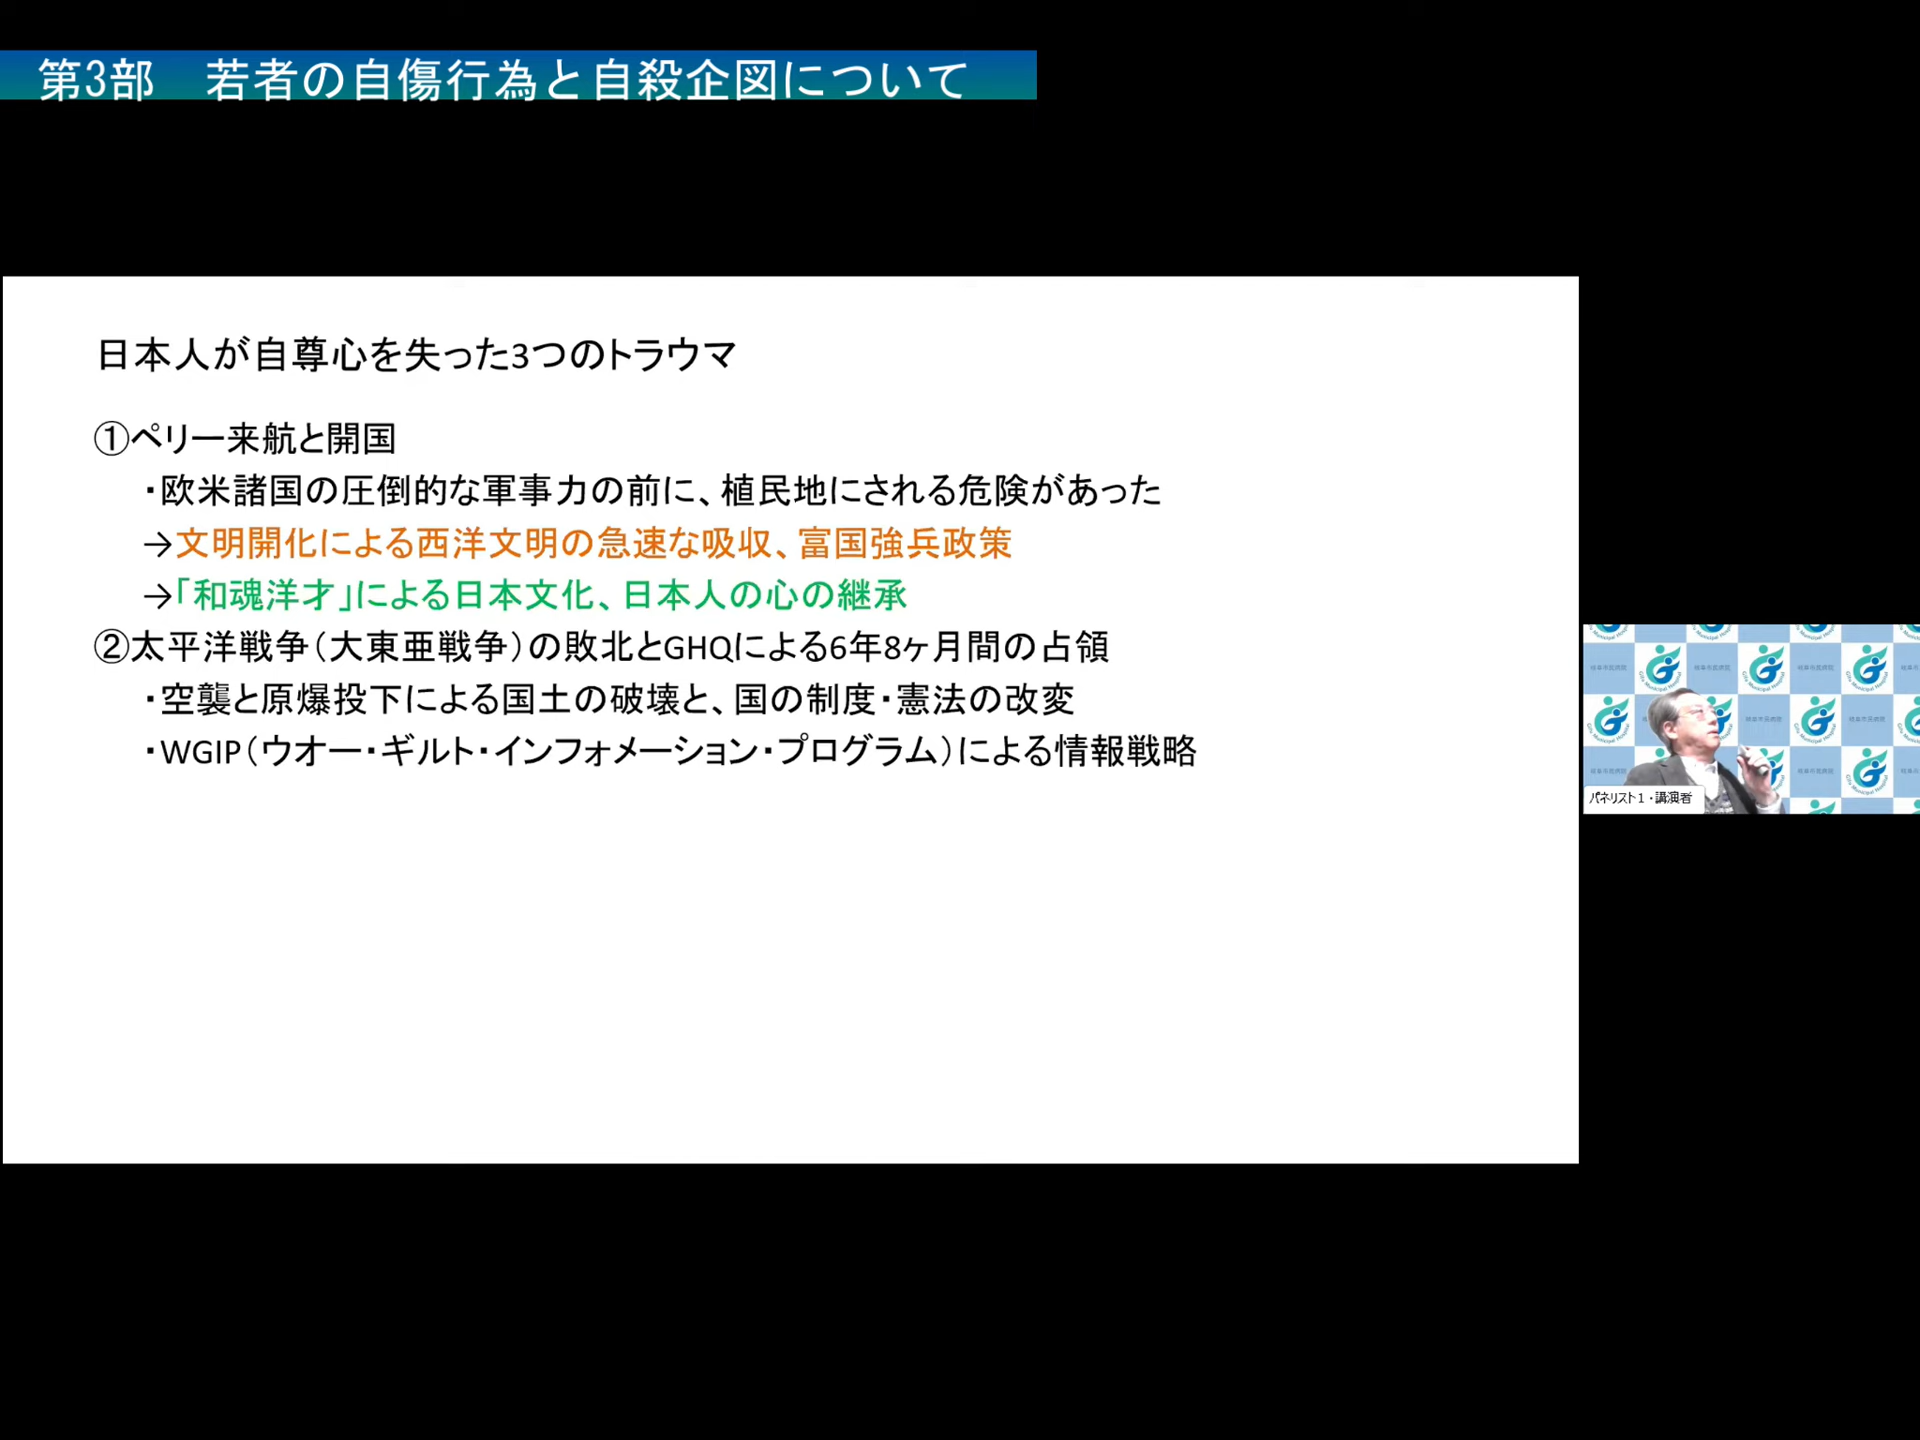 第3部　若者の自傷行為と自殺企図について
日本人が自尊心を失った3つのトラウマ
①ペリー来航と開国
・欧米諸国の圧倒的な軍事力の前に、植民地にされる危険があった
→文明開化による西洋文明の急速な吸収、富国強兵政策
→「和魂洋才」による日本文化、日本人の心の継承
②太平洋戦争（大東亜戦争）の敗北とGHQによる6年8ヶ月間の占領
・空襲と原爆投下による国土の破壊と、国の制度・憲法の改変
・WGIP（ウオー・ギルト・インフォメーション・プログラム）による情報戦略
岐阜市民病院
Gifu Municipal Hospital
パネリスト１・講演者